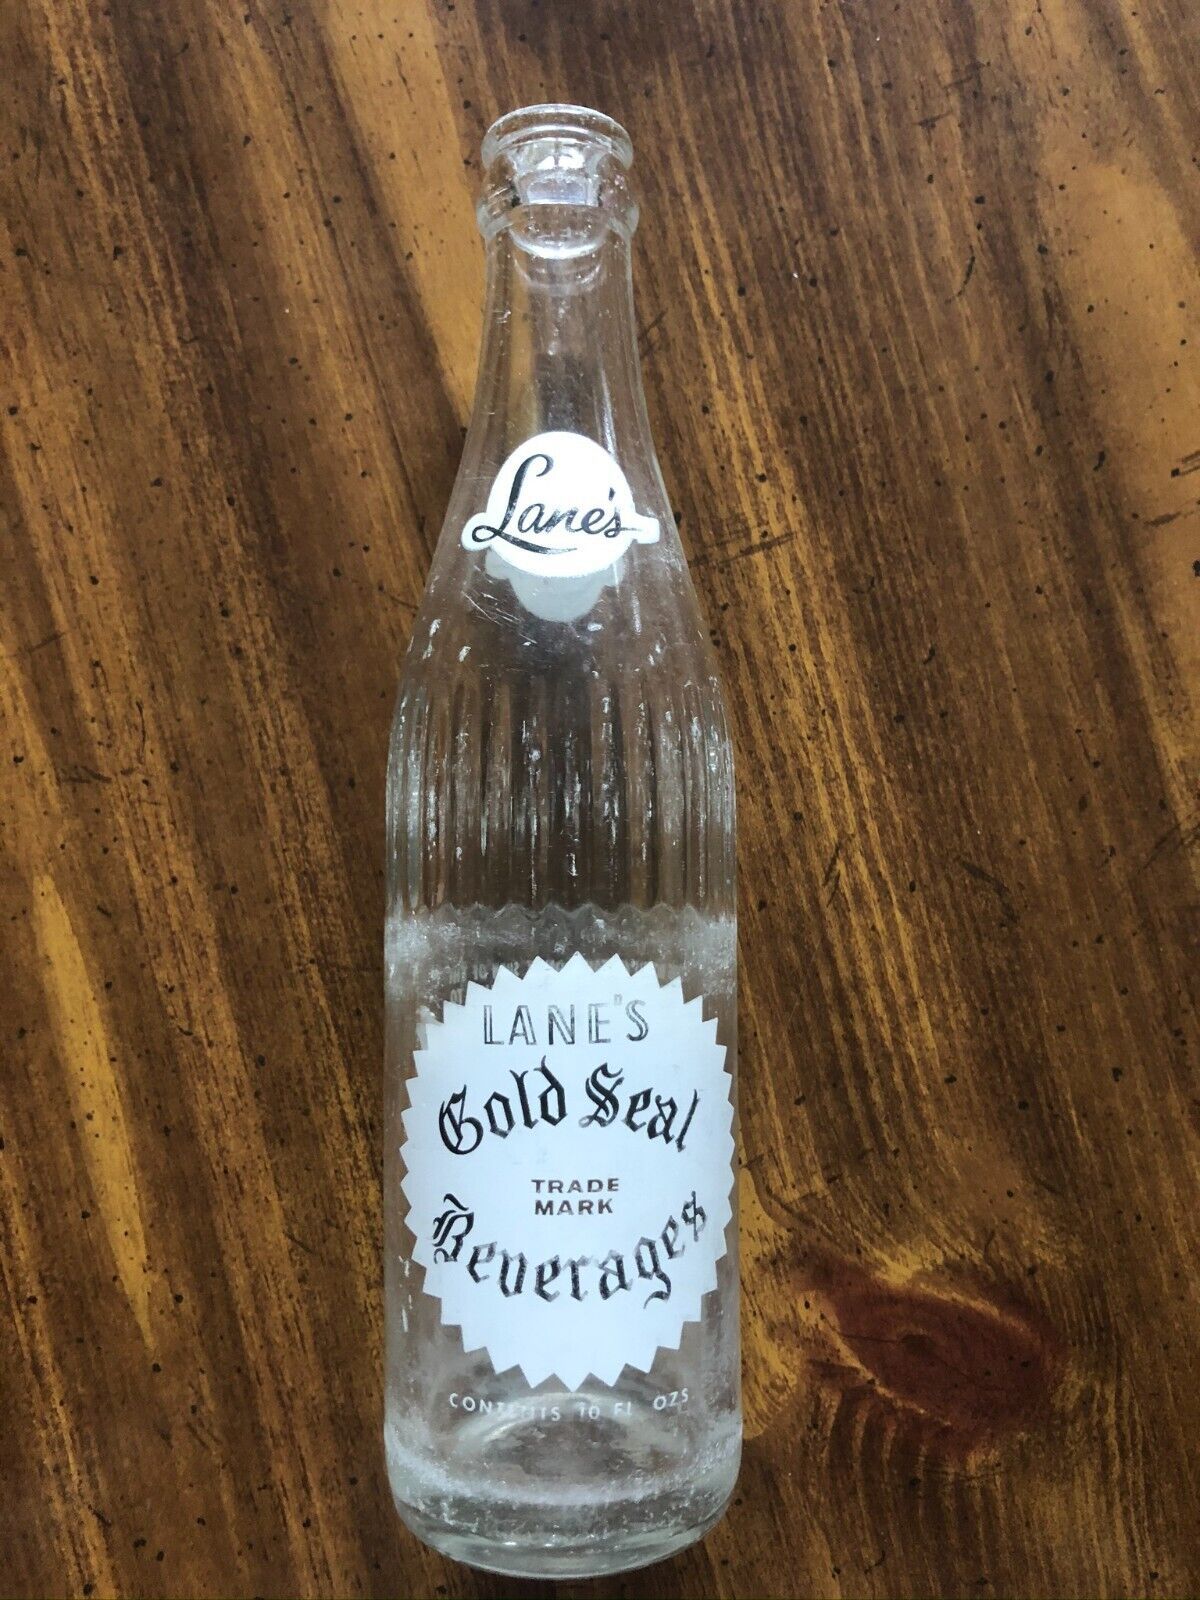 Lane's
LANE'S
Gold Seal
TRADE
MARK
Beverages
CONTENTS 10 FL OZS